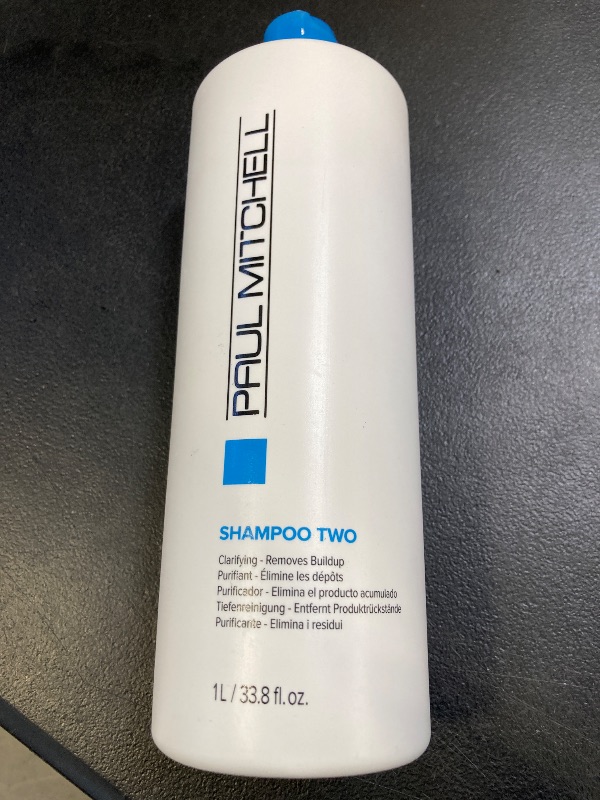 PAUL MITCHELL
SHAMPOO TWO
Clarifying - Removes Buildup
Purifiant - Élimine les dépôts
Purificador - Elimina el producto acumulado
Tiefenreinigung - Entfernt Produktrückstände
Purificante - Elimina i residui
1 L / 33.8 fl. oz.